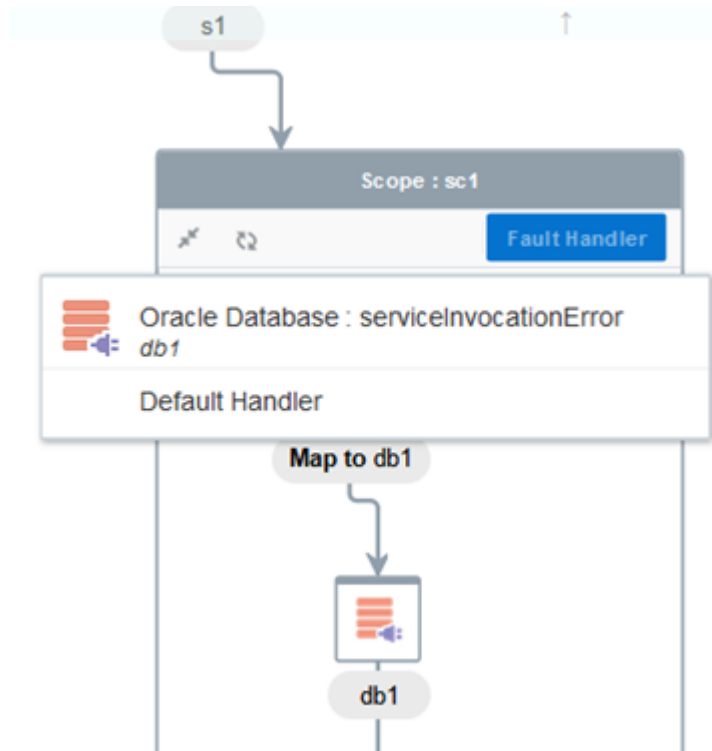 s1
Scope : sc1
Fault Handler
Oracle Database : serviceInvocationError
db1
Default Handler
Map to db1
db1